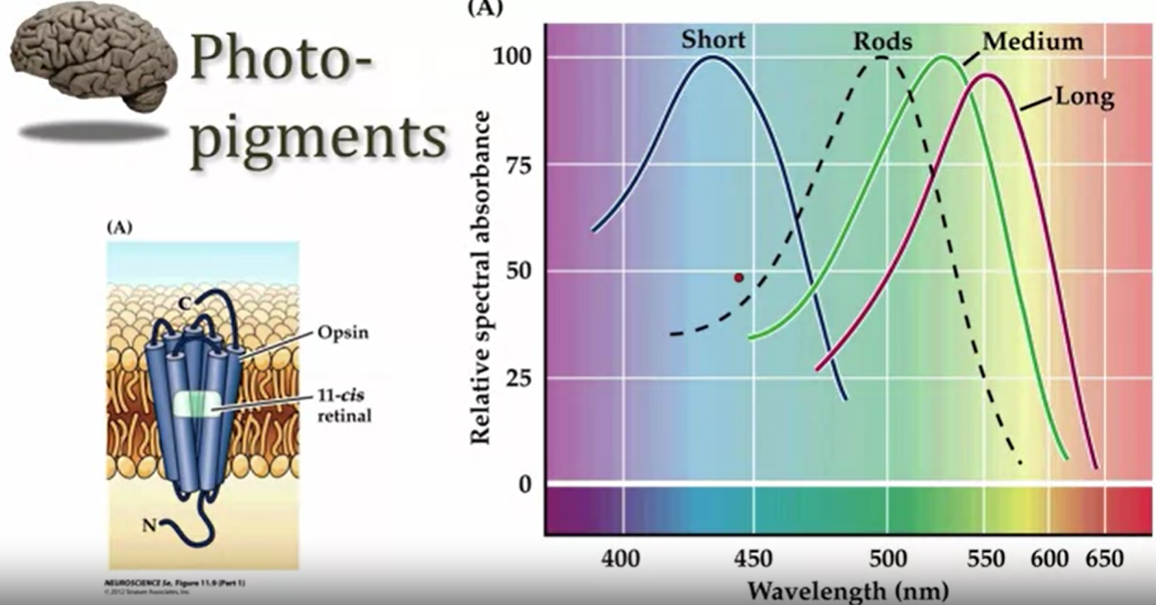 Photo-
pigments
(A)
C
Opsin
11-cis
retinal
N
NEUROSCIENCE 5e, Figure 11.9 (Part 1)
© 2012 Sinauer Associates, Inc.
(A)
Short
Rods
Medium
Long
Relative spectral absorbance
100
75
50
25
0
400 450 500 550 600 650
Wavelength (nm)